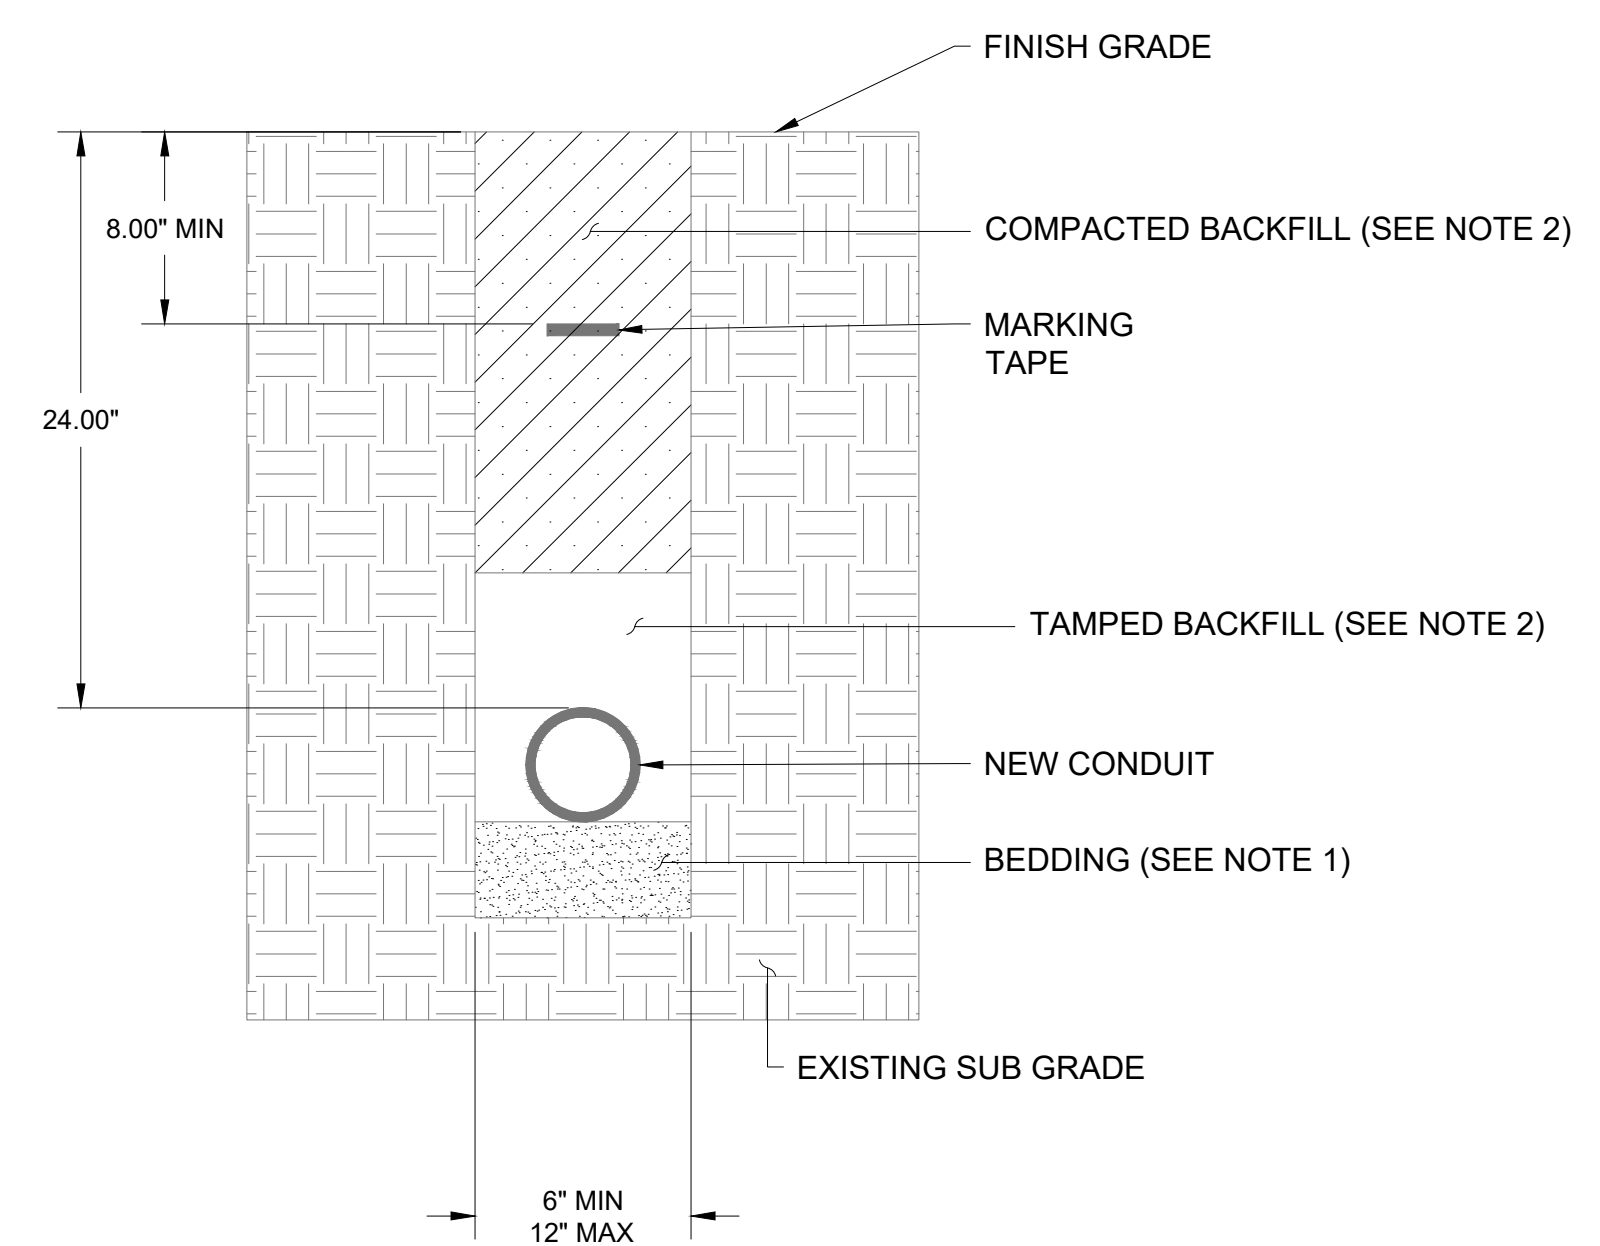 FINISH GRADE
8.00" MIN
COMPACTED BACKFILL (SEE NOTE 2)
MARKING
TAPE
24.00"
TAMPED BACKFILL (SEE NOTE 2)
NEW CONDUIT
BEDDING (SEE NOTE 1)
EXISTING SUB GRADE
6" MIN
12" MAX